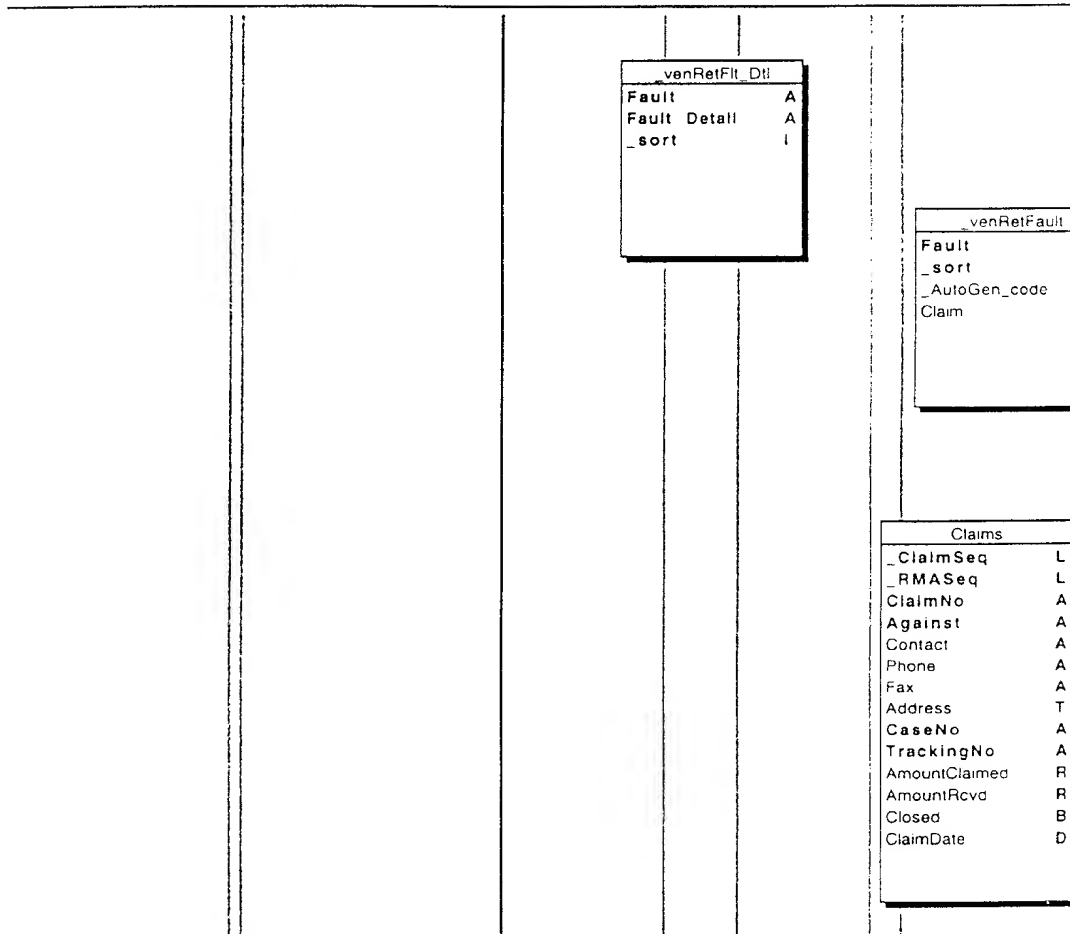 _venRetFlt_Dtl
Fault A
Fault Detail A
_sort I
_venRetFault
Fault
_sort
_AutoGen_code
Claim
Claims
_ClaimSeq L
_RMASeq L
ClaimNo A
Against A
Contact A
Phone A
Fax A
Address T
CaseNo A
TrackingNo A
AmountClaimed R
AmountRcvd R
Closed B
ClaimDate D